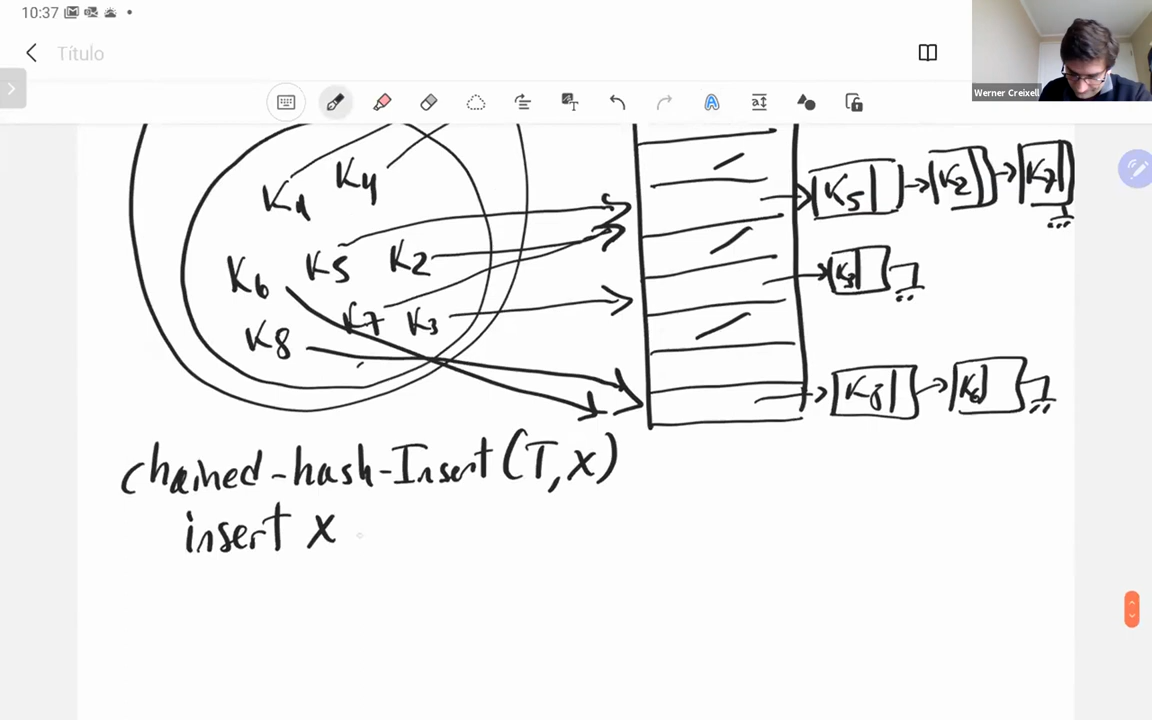 10:37
Título
Werner Creixell
K1 K4
K5 K2 K7
K6 K5 K2
K3
K7 K3
K8
K8 K6
chained-hash-Insert(T,x)
insert x